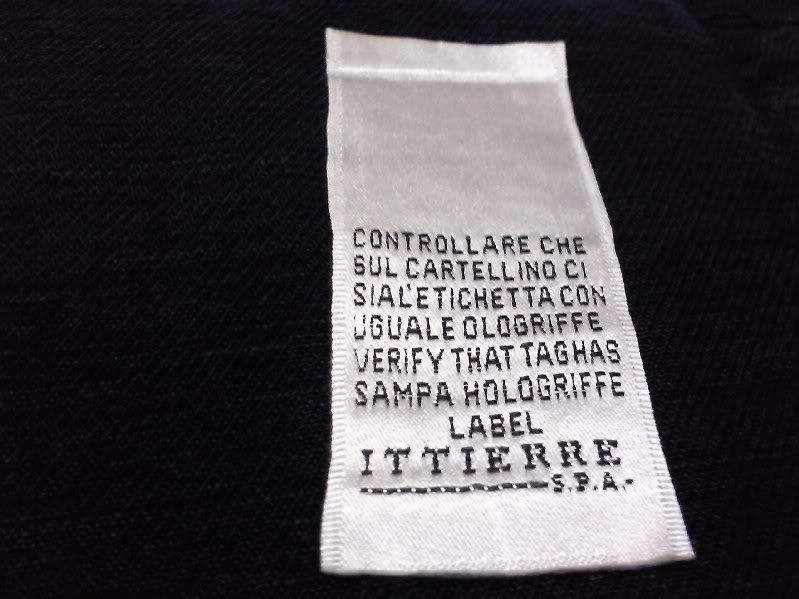 CONTROLLARE CHE
SUL CARTELLINO CI
SIA L'ETICHETTA CON
UGUALE OLOGRIFFE
VERIFY THAT TAG HAS
SAMPA HOLOGRIFFE
LABEL
ITTIERRE
S.P.A.